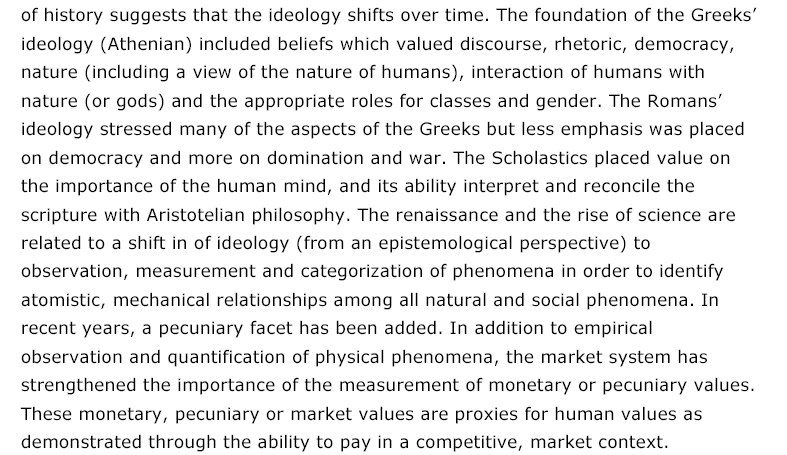 of history suggests that the ideology shifts over time. The foundation of the Greeks’
ideology (Athenian) included beliefs which valued discourse, rhetoric, democracy,
nature (including a view of the nature of humans), interaction of humans with
nature (or gods) and the appropriate roles for classes and gender. The Romans’
ideology stressed many of the aspects of the Greeks but less emphasis was placed
on democracy and more on domination and war. The Scholastics placed value on
the importance of the human mind, and its ability interpret and reconcile the
scripture with Aristotelian philosophy. The renaissance and the rise of science are
related to a shift in of ideology (from an epistemological perspective) to
observation, measurement and categorization of phenomena in order to identify
atomistic, mechanical relationships among all natural and social phenomena. In
recent years, a pecuniary facet has been added. In addition to empirical
observation and quantification of physical phenomena, the market system has
strengthened the importance of the measurement of monetary or pecuniary values.
These monetary, pecuniary or market values are proxies for human values as
demonstrated through the ability to pay in a competitive, market context.